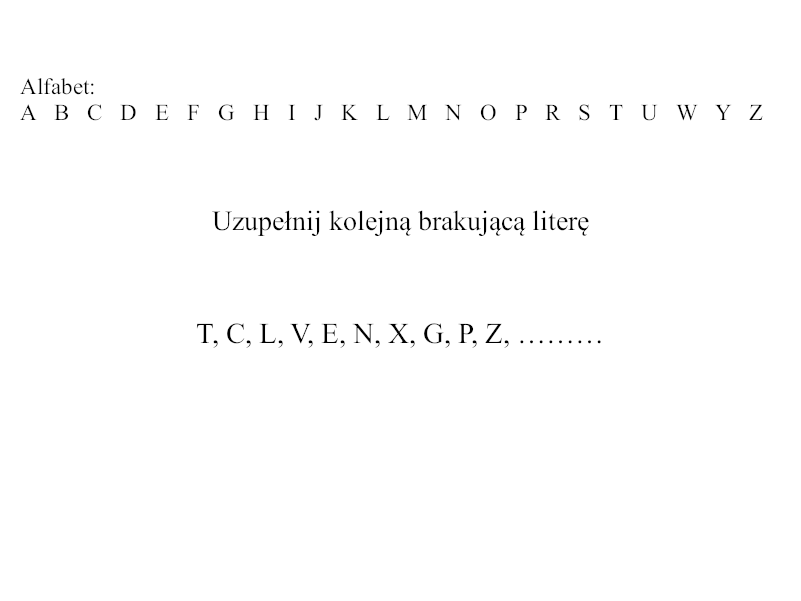 Alfabet:
A B C D E F G H I J K L M N O P R S T U W Y Z
Uzupełnij kolejną brakującą literę
T, C, L, V, E, N, X, G, P, Z, ………